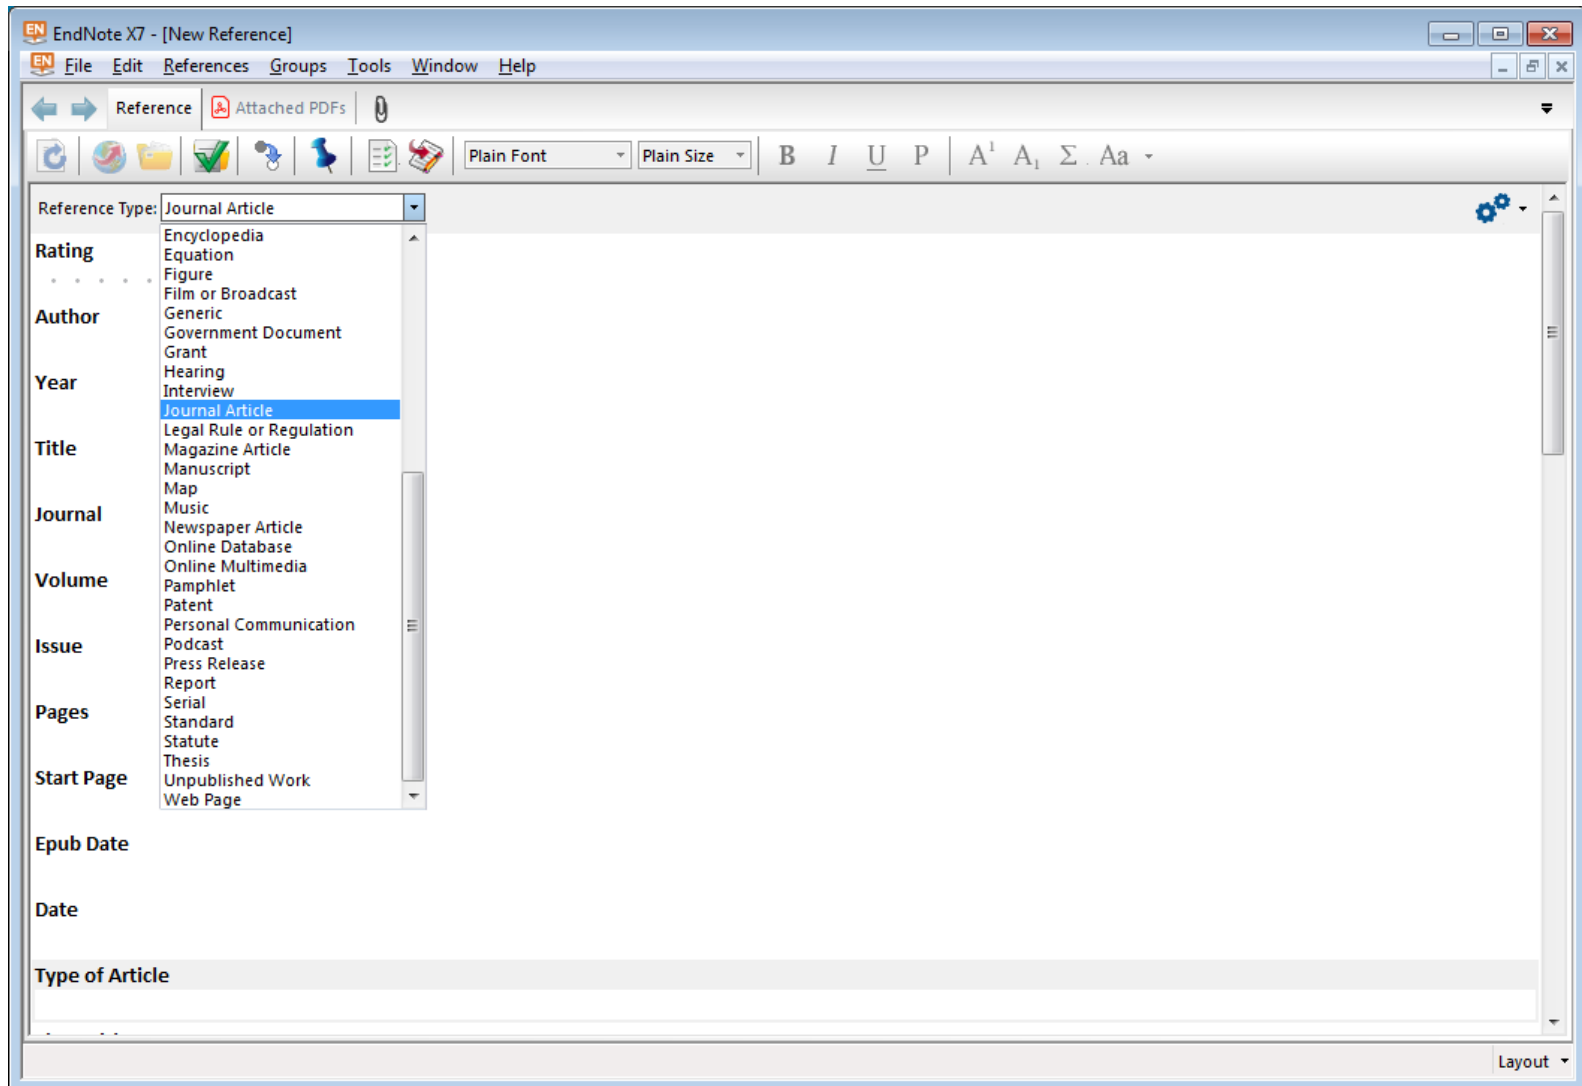 EndNote X7 - [New Reference]
File Edit References Groups Tools Window Help
Reference Attached PDFs
Plain Font Plain Size B I U P A¹ A₁ Σ Aa
Reference Type: Journal Article
Rating
Author
Year
Title
Journal
Volume
Issue
Pages
Start Page
Epub Date
Date
Type of Article
Encyclopedia
Equation
Figure
Film or Broadcast
Generic
Government Document
Grant
Hearing
Interview
Journal Article
Legal Rule or Regulation
Magazine Article
Manuscript
Map
Music
Newspaper Article
Online Database
Online Multimedia
Pamphlet
Patent
Personal Communication
Podcast
Press Release
Report
Serial
Standard
Statute
Thesis
Unpublished Work
Web Page
Layout